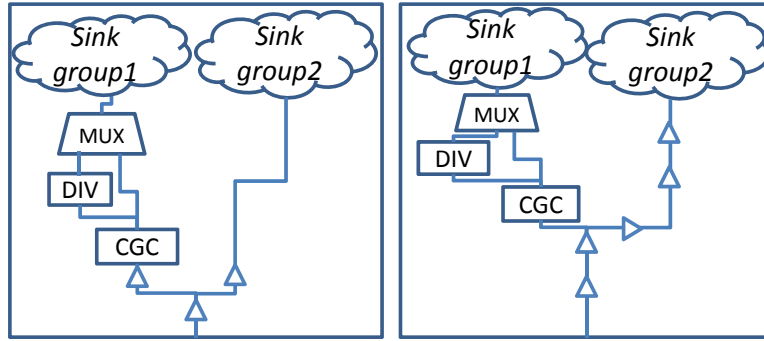 Sink
group1
Sink
group2
MUX
DIV
CGC
Sink
group1
Sink
group2
MUX
DIV
CGC